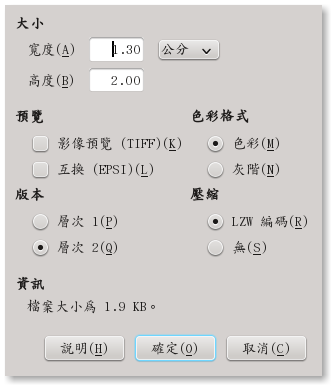 大小
寬度(A) 1.30 公分
高度(B) 2.00
預覽
影像預覽 (TIFF)(K)
互換 (EPSI)(L)
色彩格式
色彩(M)
灰階(N)
版本
層次 1(P)
層次 2(Q)
壓縮
LZW 編碼(R)
無(S)
資訊
檔案大小為 1.9 KB。
說明(H) 確定(O) 取消(C)